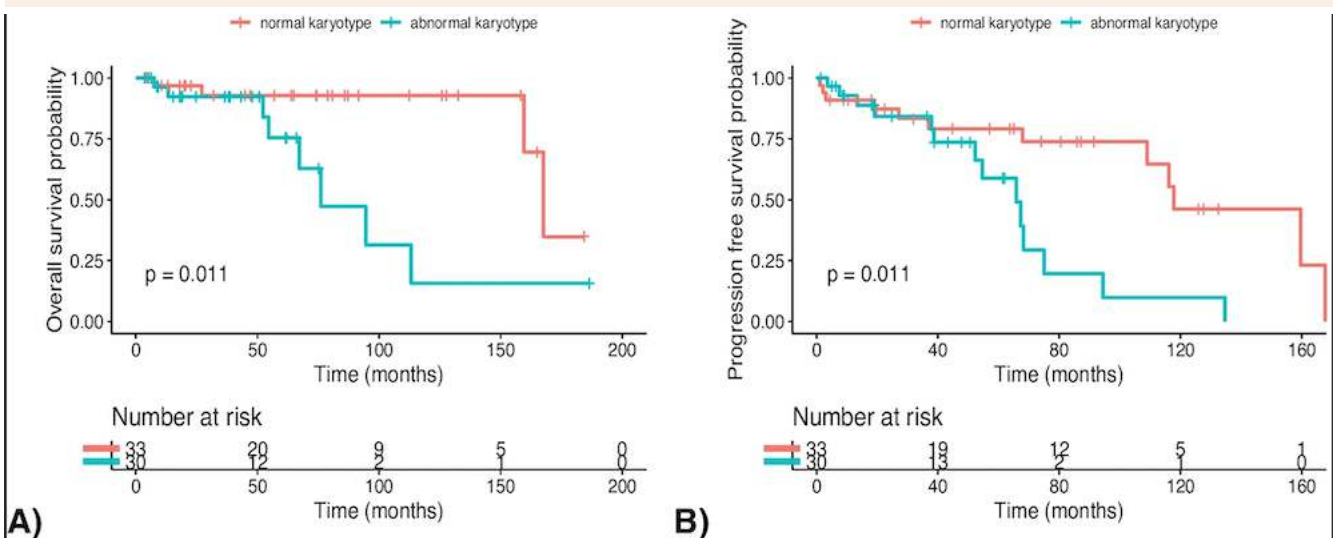 normal karyotype abnormal karyotype
Overall survival probability
1.00
0.75
0.50
0.25
0.00
p = 0.011
0 50 100 150 200
Time (months)
Number at risk
33 20 9 5 0
30 12 2 1 0
0 50 100 150 200
Time (months)
A)
normal karyotype abnormal karyotype
Progression free survival probability
1.00
0.75
0.50
0.25
0.00
p = 0.011
0 40 80 120 160
Time (months)
Number at risk
33 19 12 5 1
30 13 2 1 0
0 40 80 120 160
Time (months)
B)